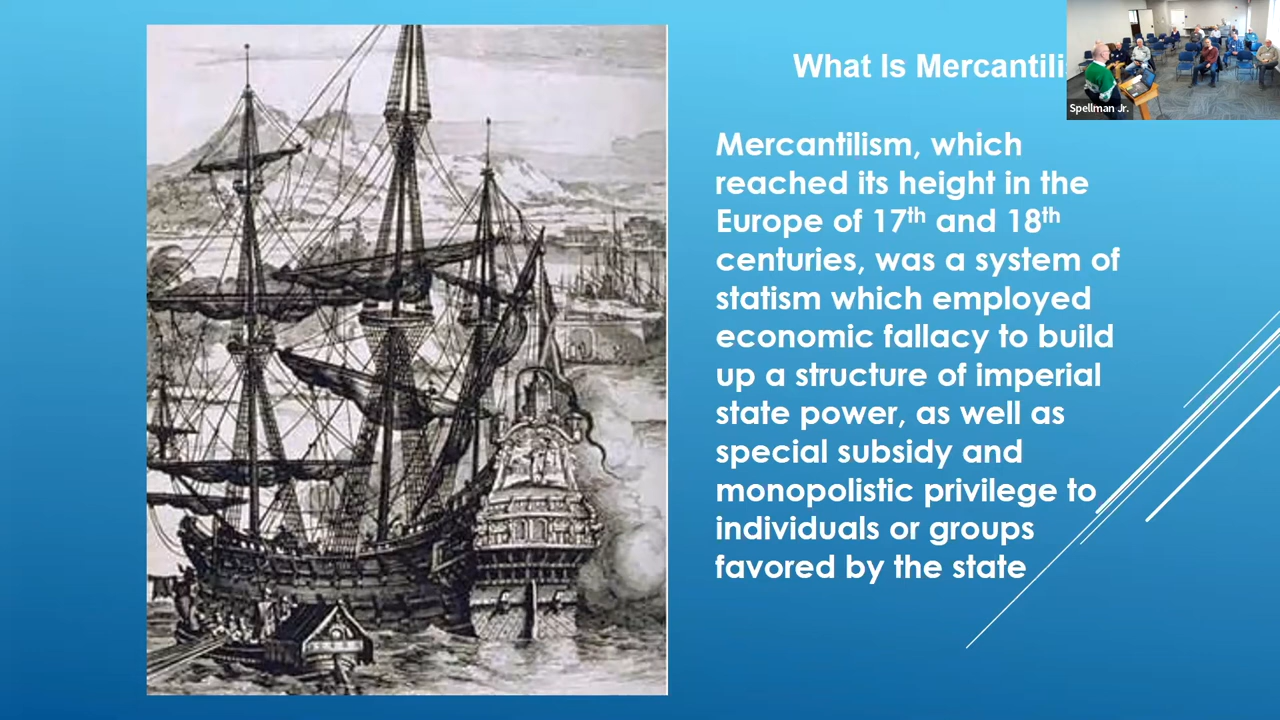 What Is Mercantili
Spellman Jr.
Mercantilism, which
reached its height in the
Europe of 17th and 18th
centuries, was a system of
statism which employed
economic fallacy to build
up a structure of imperial
state power, as well as
special subsidy and
monopolistic privilege to
individuals or groups
favored by the state